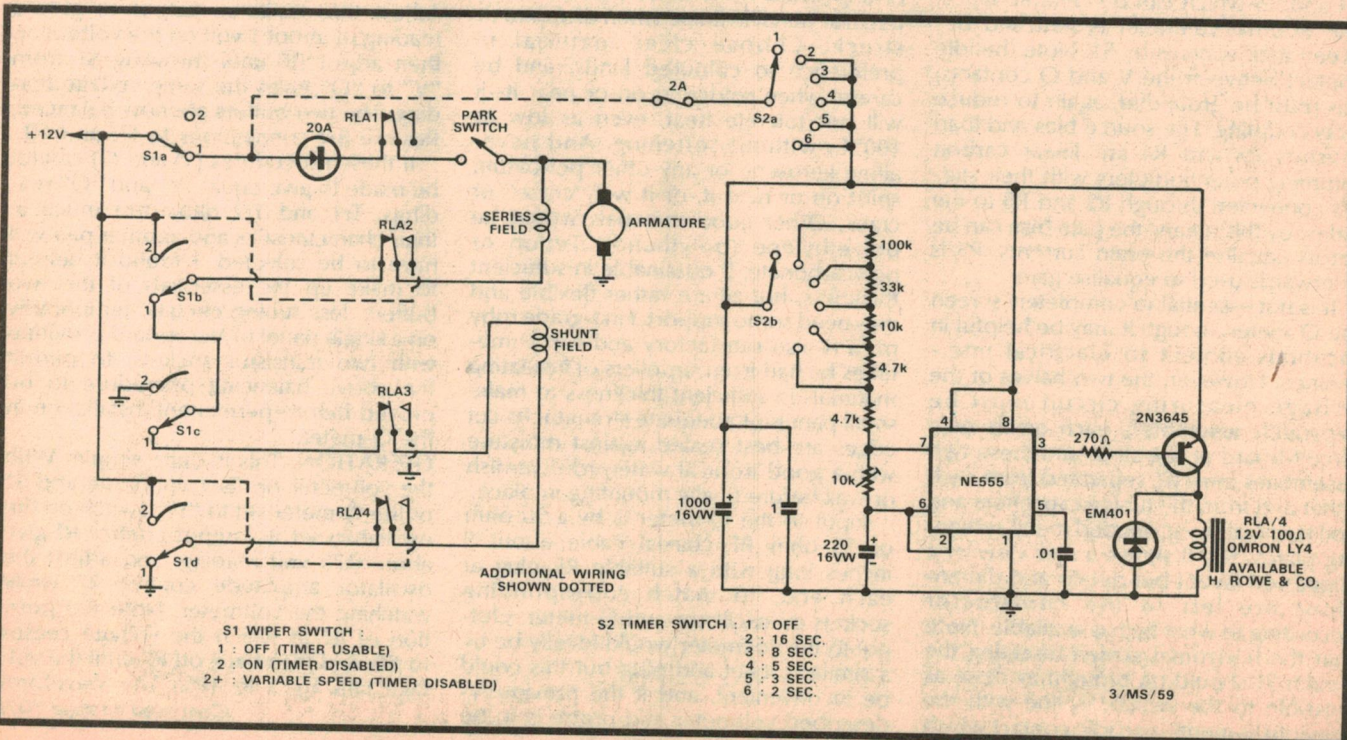 +12V
S1a
2
1
20A
RLA1
PARK
SWITCH
2A
S2a
1
2
3
4
5
6
SERIES
FIELD
ARMITURE
2
S1b
1
RLA2
SHUNT
FIELD
2
S1c
1
RLA3
2
S1d
1
RLA4
S2b
100k
33k
10k
4.7k
4.7k
10k
1000
16VW
1
220
16VW
+
4
8
7
3
NE555
6
5
2
1
.01
270Ω
2N3645
EM401
RLA/4
12V 100Ω
OMRON LY4
AVAILABLE
H. ROWE & CO.
ADDITIONAL WIRING
SHOWN DOTTED
S1 WIPER SWITCH
1 : OFF (TIMER USABLE)
2 : ON (TIMER DISABLED)
2+ : VARIABLE SPEED (TIMER DISABLED)
S2 TIMER SWITCH 1 : OFF
2 : 16 SEC.
3 : 8 SEC.
4 : 5 SEC.
5 : 3 SEC.
6 : 2 SEC.
3/MS/59